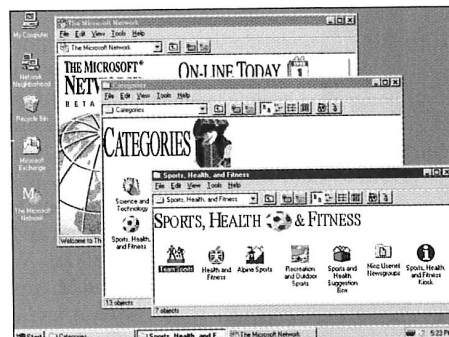 The Microsoft Network
File Edit View Tools Help
The Microsoft Network
THE MICROSOFT®
BETA
ON-LINE TODAY
Welcome to Th
My Computer
Network
Neighborhood
Recycle Bin
Microsoft
Exchange
The Microsoft
Network
Categories
File Edit View Tools Help
Categories
CATEGORIES
Science and
Technology
Sports, Health,
and Fitness
13 objects
Sports, Health, and Fitness
File Edit View Tools Help
Sports, Health, and Fitness
SPORTS, HEALTH & FITNESS
Team Sports
Health and
Fitness
Alpine Sports
Recreation
and Outdoor
Sports
Sports and
Health
Suggestion
Box
Misc Usenet
Newsgroups
Sports, Health,
and Fitness
Kiosk
7 objects
Start
Categories
Sports, Health, and F
The Microsoft Network
5:23 PM